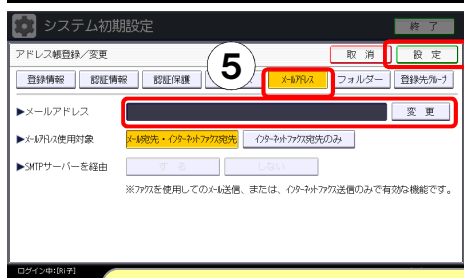 システム初期設定
終 了
アドレス帳登録／変更
取 消
設 定
登録情報
認証情報
認証保護
5
ﾒｰﾙｱﾄﾞﾚｽ
フォルダー
登録先ｸﾞﾙｰﾌﾟ
▶メールアドレス
変 更
▶ﾒｰﾙｱﾄﾞﾚｽ使用対象
ﾒｰﾙ宛先・ｲﾝﾀｰﾈｯﾄﾌｧｸｽ宛先
ｲﾝﾀｰﾈｯﾄﾌｧｸｽ宛先のみ
▶SMTPサーバーを経由
する
しない
※ﾌｧｸｽを使用してのﾒｰﾙ送信、または、ｲﾝﾀｰﾈｯﾄﾌｧｸｽ送信のみで有効な機能です。
ログイン中:[Ri子]